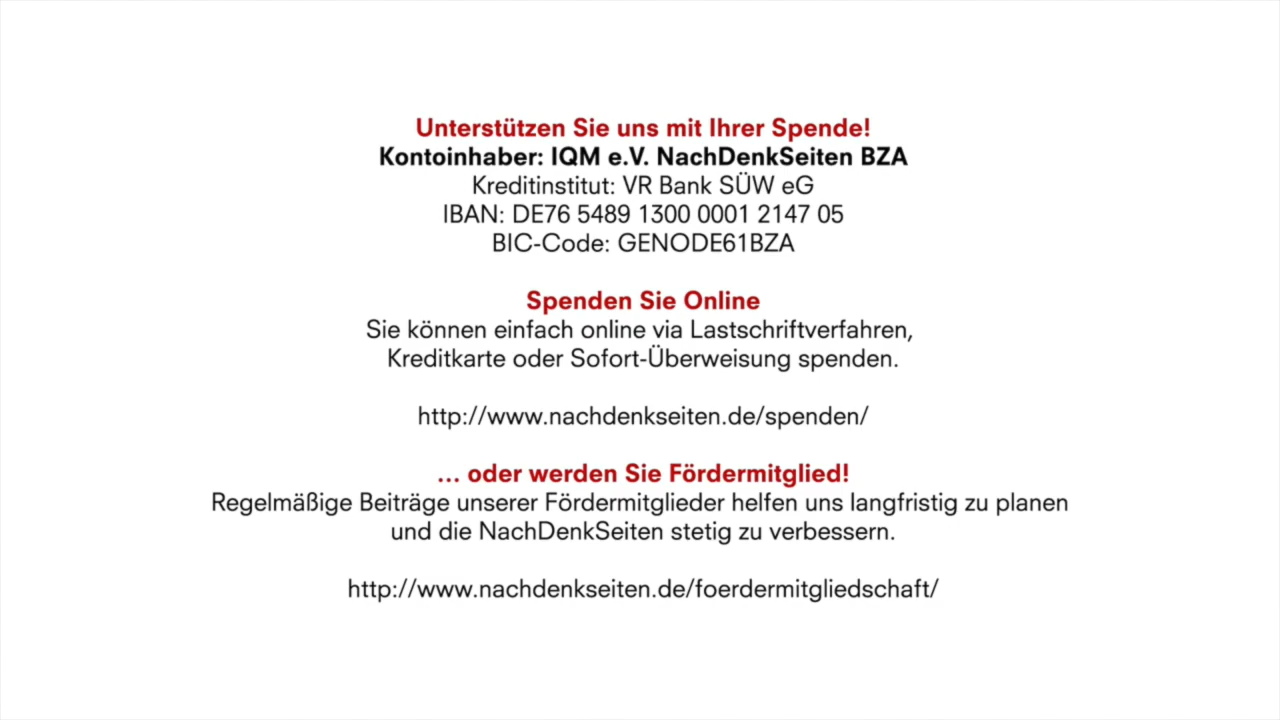 Unterstützen Sie uns mit Ihrer Spende!
Kontoinhaber: IQM e.V. NachDenkSeiten BZA
Kreditinstitut: VR Bank SÜW eG
IBAN: DE76 5489 1300 0001 2147 05
BIC-Code: GENODE61BZA
Spenden Sie Online
Sie können einfach online via Lastschriftverfahren,
Kreditkarte oder Sofort-Überweisung spenden.
http://www.nachdenkseiten.de/spenden/
... oder werden Sie Fördermitglied!
Regelmäßige Beiträge unserer Fördermitglieder helfen uns langfristig zu planen
und die NachDenkSeiten stetig zu verbessern.
http://www.nachdenkseiten.de/foerdermitgliedschaft/